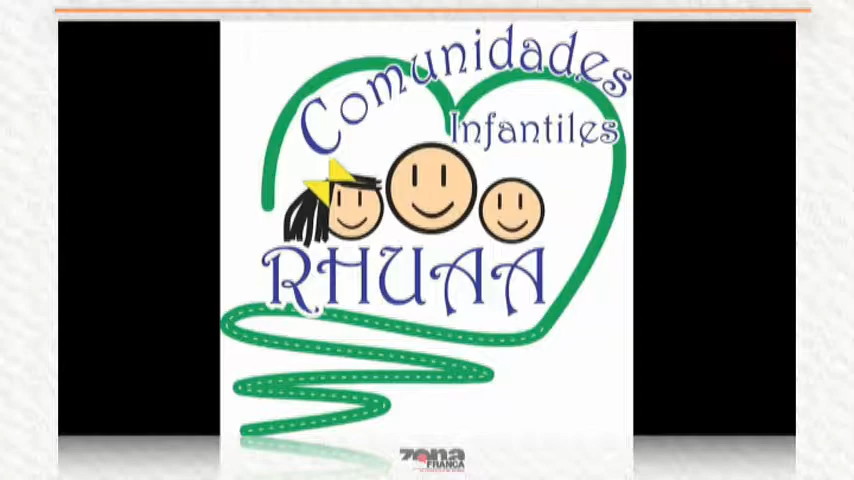 Comunidades
Infantiles
RHUAA
zona
FRANCA